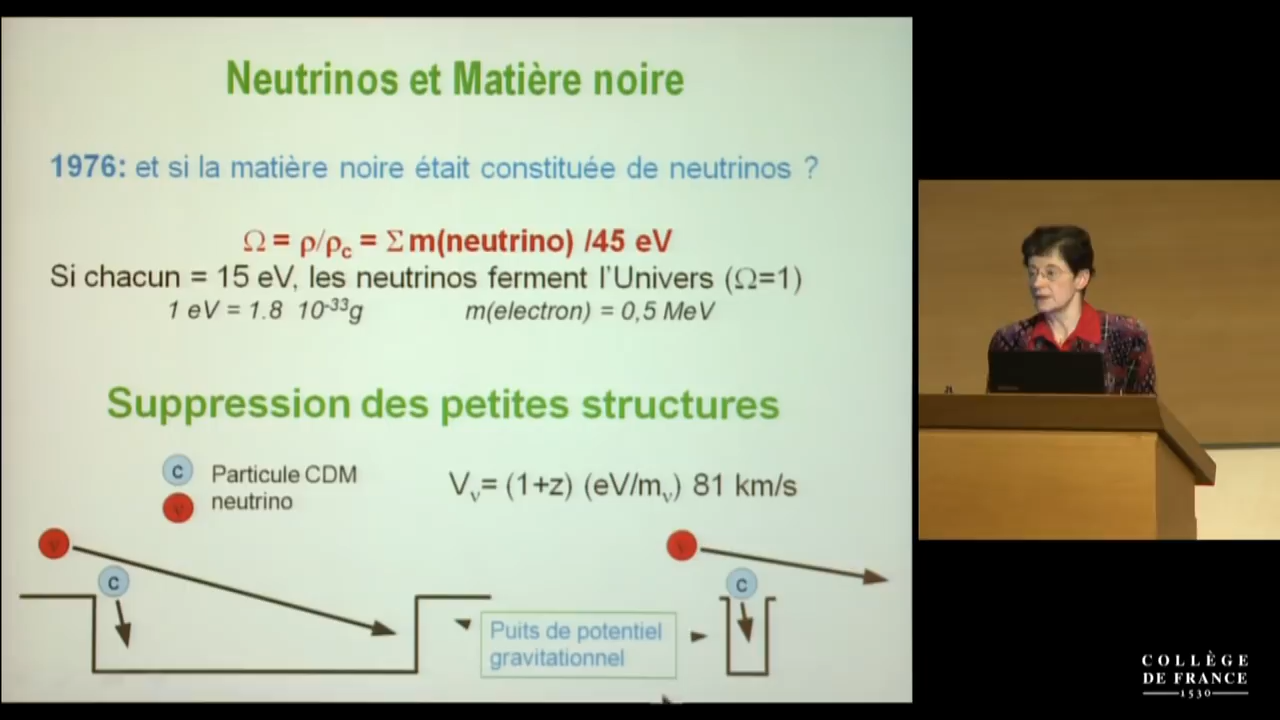 Neutrinos et Matière noire
1976: et si la matière noire était constituée de neutrinos ?
Ω = ρ/ρc = Σ m(neutrino) /45 eV
Si chacun = 15 eV, les neutrinos ferment l'Univers (Ω=1)
1 eV = 1.8 10-33g m(electron) = 0,5 MeV
Suppression des petites structures
c Particule CDM
ν neutrino
Vν= (1+z) (eV/mν) 81 km/s
c
c
Puits de potentiel
gravitationnel
COLLÈGE
DE FRANCE
1530